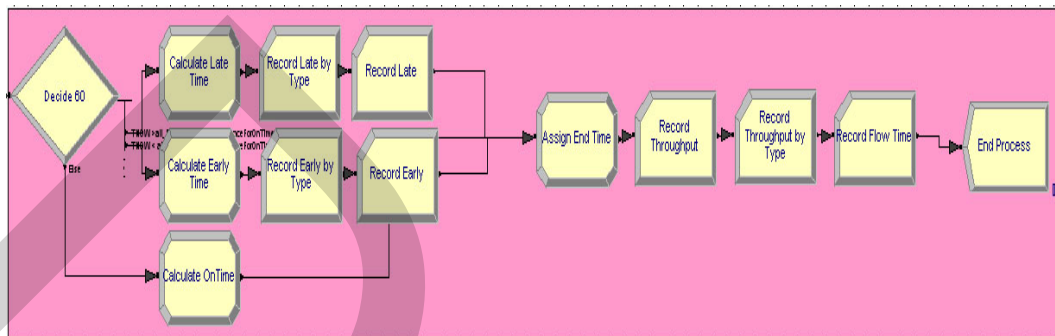 Decide 60
Else
Calculate Late
Time
Record Late by
Type
Record Late
Calculate Early
Time
Record Early by
Type
Record Early
Calculate OnTime
Assign End Time
Record
Throughput
Record
Throughput by
Type
Record Flow Time
End Process